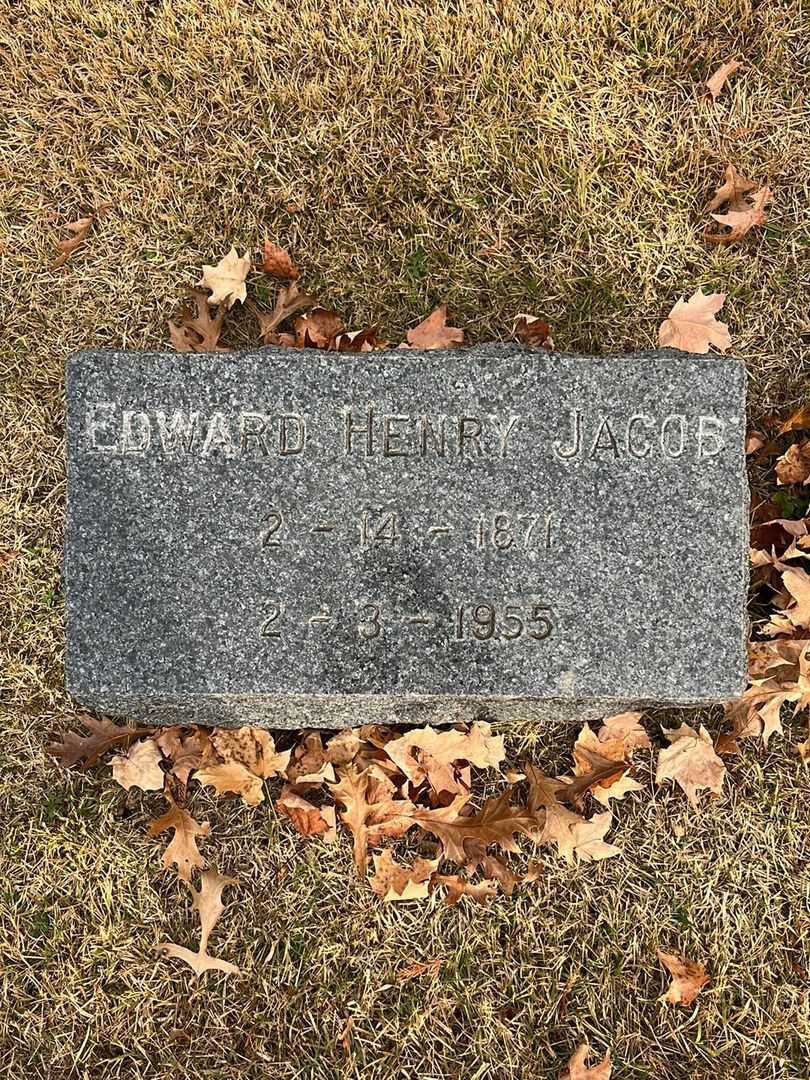 EDWARD HENRY JACOB
2 - 14 - 1871
2 - 3 - 1955